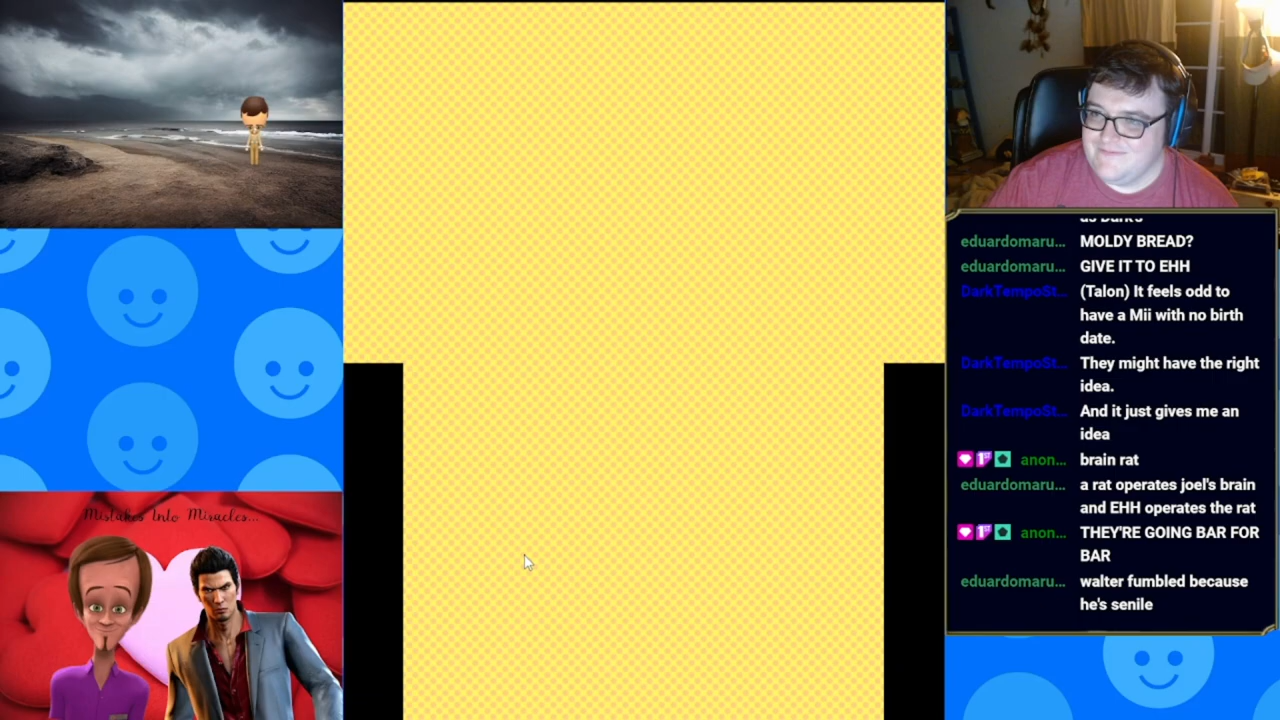 Mistakes Into Miracles...
eduardomaru... MOLDY BREAD?
eduardomaru... GIVE IT TO EHH
DarkTempoSt... (Talon) It feels odd to
have a Mii with no birth
date.
DarkTempoSt... They might have the right
idea.
DarkTempoSt... And it just gives me an
idea
anon... brain rat
eduardomaru... a rat operates joel's brain
and EHH operates the rat
anon... THEY'RE GOING BAR FOR
BAR
eduardomaru... walter fumbled because
he's senile